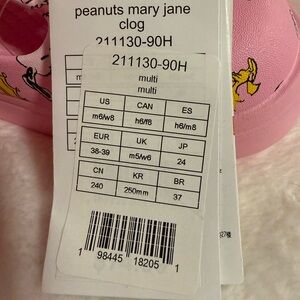 peanuts mary jane
clog
211130-90H
211130-90H
multi
multi
US CAN ES
m6/w8 h6/f8 h6/m8
EUR UK JP
38-39 m5/w6 24
CN KR BR
240 250mm 37
1 98445 18205 1